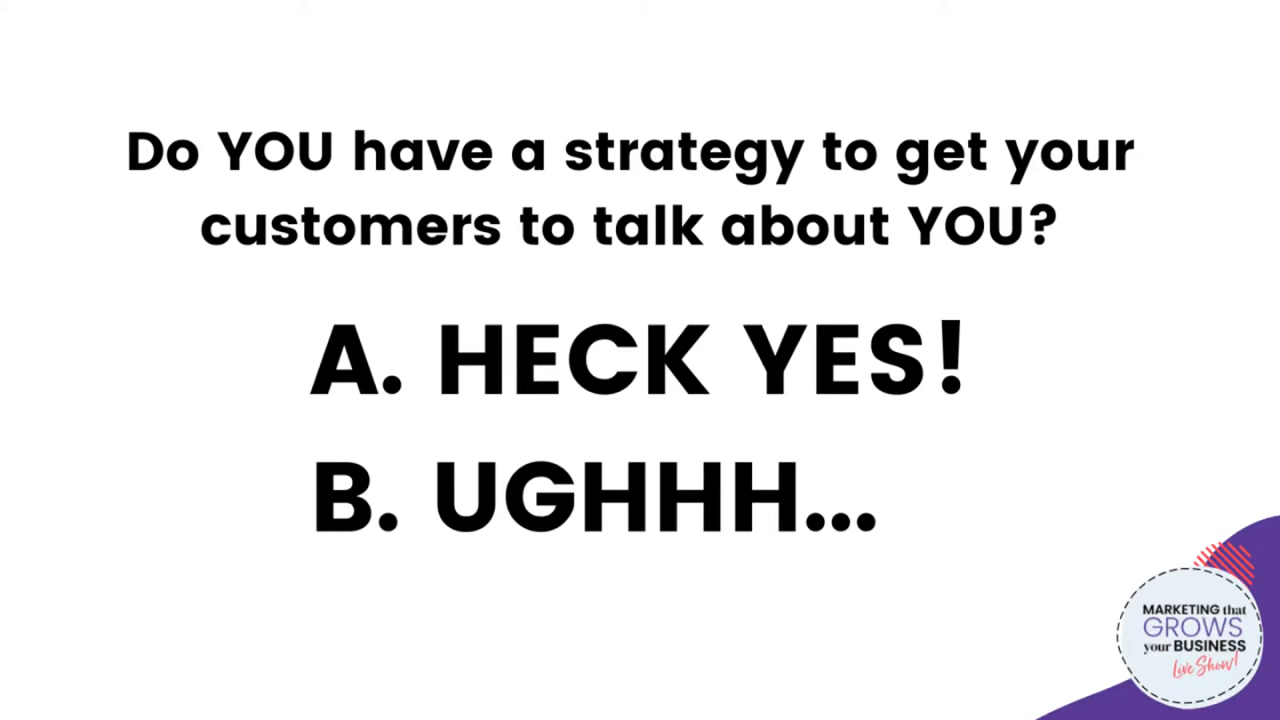 Do YOU have a strategy to get your
customers to talk about YOU?
A. HECK YES!
B. UGHHH...
MARKETING that
GROWS
your BUSINESS
Live Show!